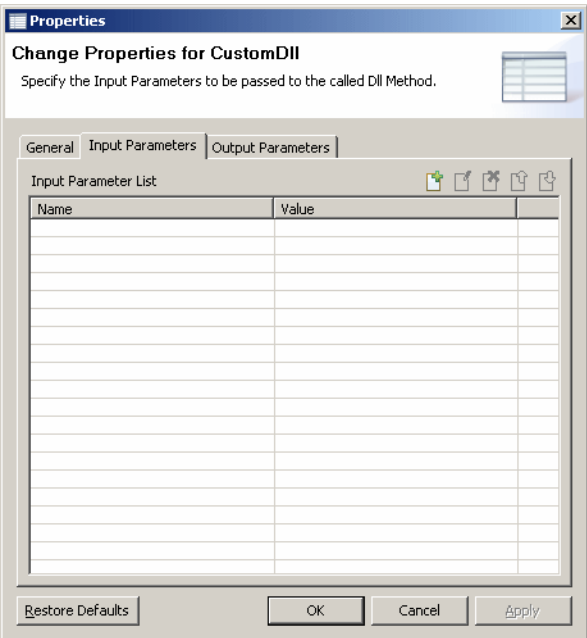 Properties
Change Properties for CustomDll
Specify the Input Parameters to be passed to the called Dll Method.
General Input Parameters Output Parameters
Input Parameter List
Name Value
Restore Defaults OK Cancel Apply